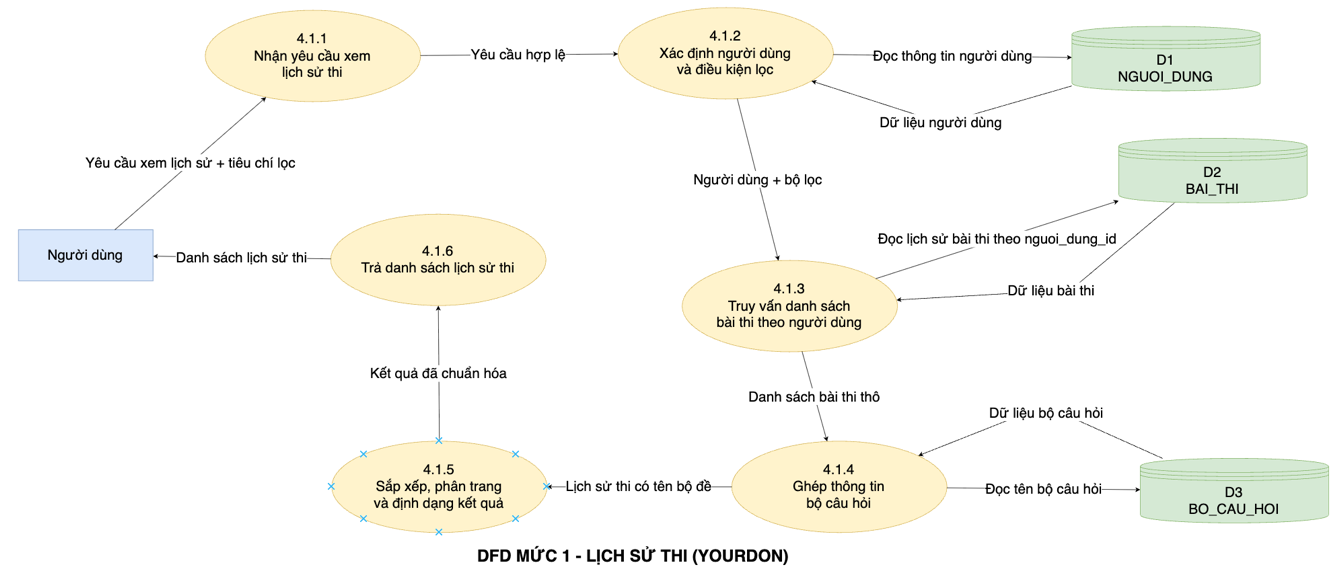 4.1.1
Nhận yêu cầu xem
lịch sử thi
Yêu cầu hợp lệ
4.1.2
Xác định người dùng
và điều kiện lọc
Đọc thông tin người dùng
D1
NGUOI_DUNG
Dữ liệu người dùng
Yêu cầu xem lịch sử + tiêu chí lọc
Người dùng + bộ lọc
D2
BAI_THI
Người dùng
Danh sách lịch sử thi
4.1.6
Trả danh sách lịch sử thi
Đọc lịch sử bài thi theo nguoi_dung_id
Dữ liệu bài thi
4.1.3
Truy vấn danh sách
bài thi theo người dùng
Kết quả đã chuẩn hóa
Danh sách bài thi thô
Dữ liệu bộ câu hỏi
4.1.5
Sắp xếp, phân trang
và định dạng kết quả
Lịch sử thi có tên bộ đề
4.1.4
Ghép thông tin
bộ câu hỏi
Đọc tên bộ câu hỏi
D3
BO_CAU_HOI
DFD MỨC 1 - LỊCH SỬ THI (YOURDON)